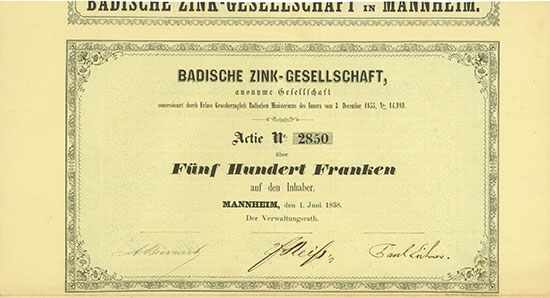 BADISCHE ZINK-GESELLSCHAFT IN MANNHEIM.
BADISCHE ZINK-GESELLSCHAFT,
anonyme Gesellschaft
concessionirt durch Erlass Grossherzoglich Badischen Ministeriums des Innern vom 3. December 1855, No. 14,989.
Actie No. 2850
über
Fünf Hundert Franken
auf den Inhaber.
MANNHEIM, den 1. Juni 1858.
Der Verwaltungsrath.